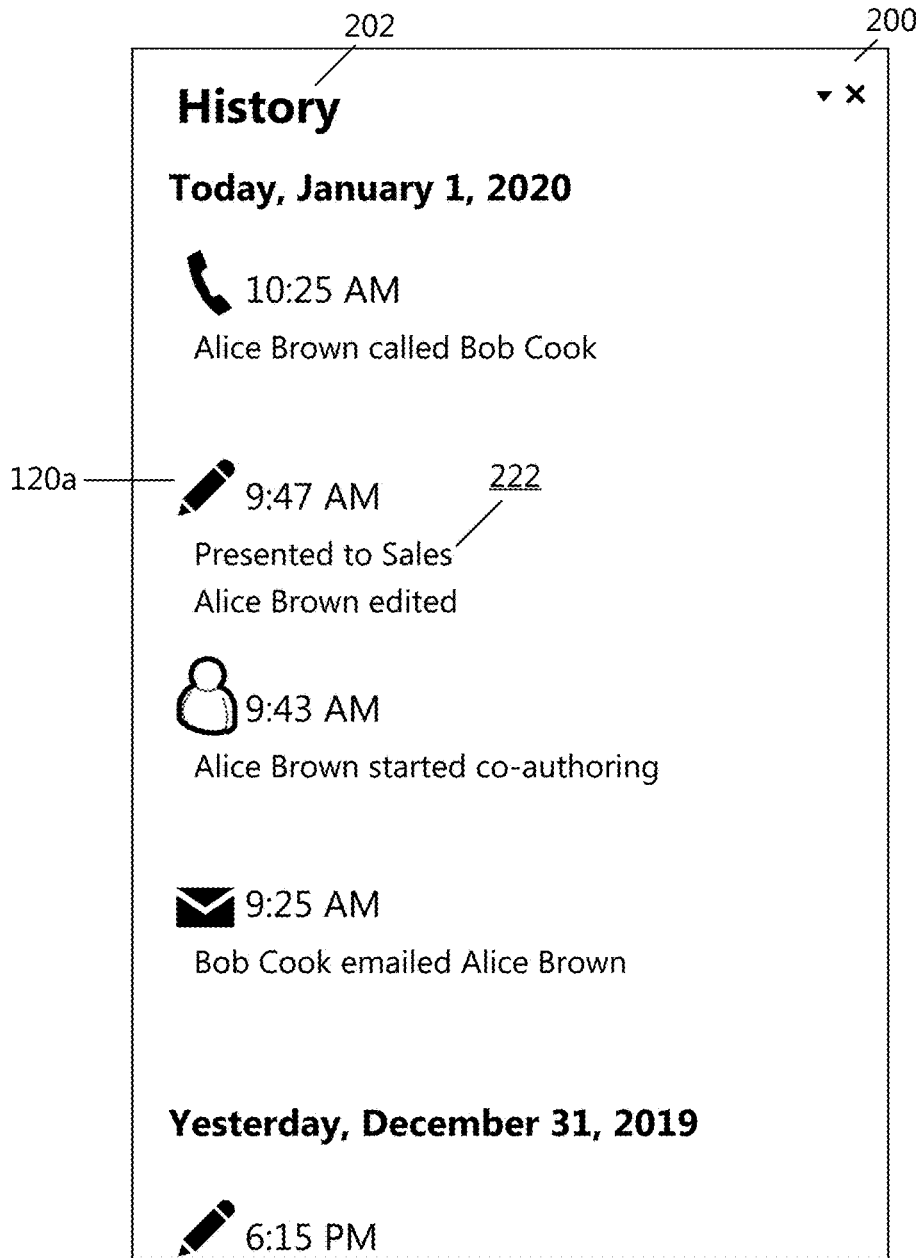 202
200
History
Today, January 1, 2020
10:25 AM
Alice Brown called Bob Cook
120a
9:47 AM
222
Presented to Sales
Alice Brown edited
9:43 AM
Alice Brown started co-authoring
9:25 AM
Bob Cook emailed Alice Brown
Yesterday, December 31, 2019
6:15 PM